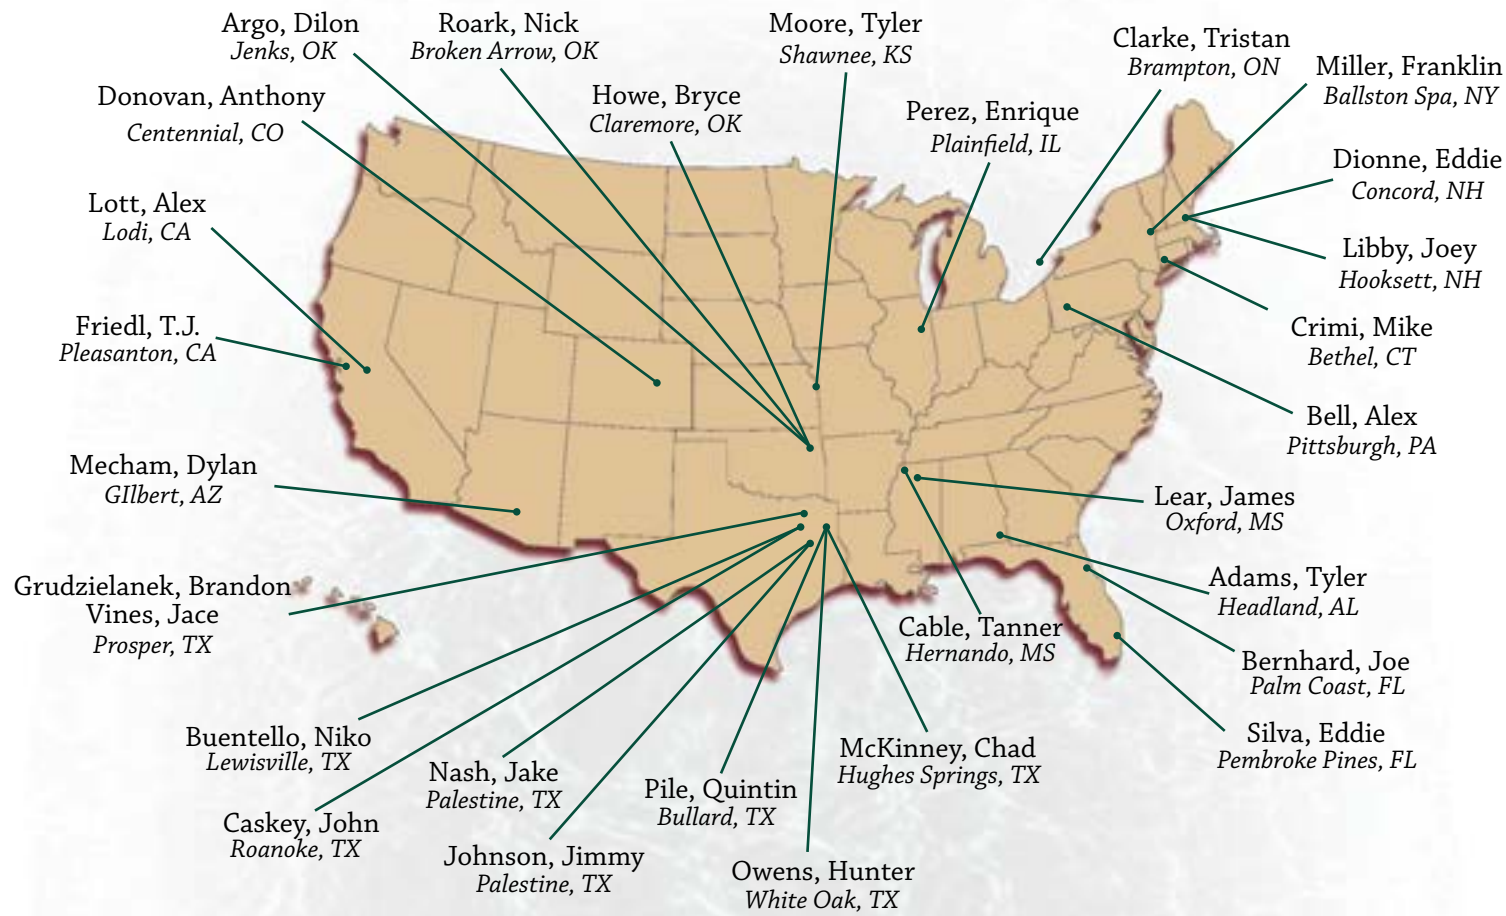 Argo, Dilon
Jenks, OK
Roark, Nick
Broken Arrow, OK
Moore, Tyler
Shawnee, KS
Clarke, Tristan
Brampton, ON
Miller, Franklin
Ballston Spa, NY
Donovan, Anthony
Centennial, CO
Howe, Bryce
Claremore, OK
Perez, Enrique
Plainfield, IL
Dionne, Eddie
Concord, NH
Lott, Alex
Lodi, CA
Libby, Joey
Hooksett, NH
Friedl, T.J.
Pleasanton, CA
Crimi, Mike
Bethel, CT
Bell, Alex
Pittsburgh, PA
Mecham, Dylan
GIlbert, AZ
Lear, James
Oxford, MS
Grudzielanek, Brandon
Vines, Jace
Prosper, TX
Adams, Tyler
Headland, AL
Cable, Tanner
Hernando, MS
Bernhard, Joe
Palm Coast, FL
Silva, Eddie
Pembroke Pines, FL
Buentello, Niko
Lewisville, TX
Nash, Jake
Palestine, TX
Pile, Quintin
Bullard, TX
McKinney, Chad
Hughes Springs, TX
Caskey, John
Roanoke, TX
Johnson, Jimmy
Palestine, TX
Owens, Hunter
White Oak, TX